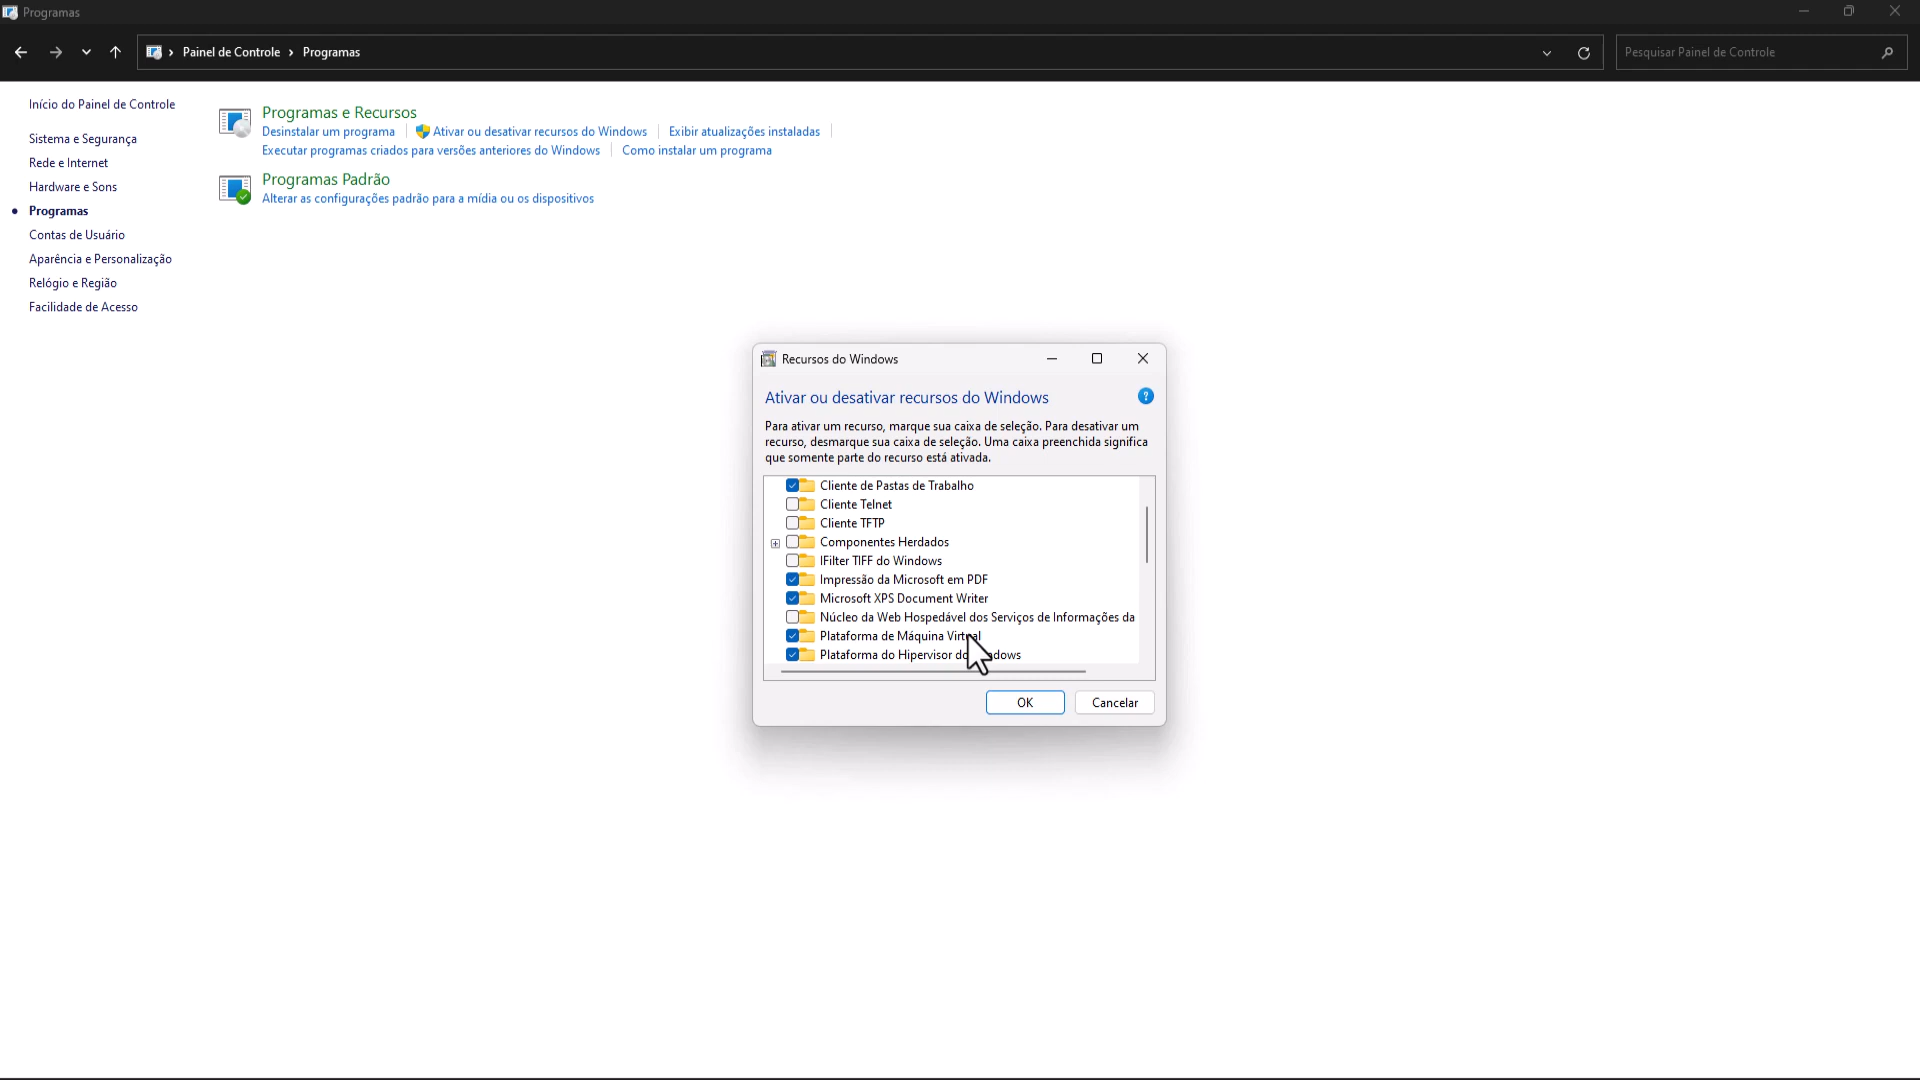 Programas
Painel de Controle > Programas
Pesquisar Painel de Controle
Início do Painel de Controle
Sistema e Segurança
Rede e Internet
Hardware e Sons
Programas
Contas de Usuário
Aparência e Personalização
Relógio e Região
Facilidade de Acesso
Programas e Recursos
Desinstalar um programa
Ativar ou desativar recursos do Windows
Exibir atualizações instaladas
Executar programas criados para versões anteriores do Windows
Como instalar um programa
Programas Padrão
Alterar as configurações padrão para a mídia ou os dispositivos
Recursos do Windows
Ativar ou desativar recursos do Windows
?
Para ativar um recurso, marque sua caixa de seleção. Para desativar um
recurso, desmarque sua caixa de seleção. Uma caixa preenchida significa
que somente parte do recurso está ativada.
Cliente de Pastas de Trabalho
Cliente Telnet
Cliente TFTP
Componentes Herdados
IFilter TIFF do Windows
Impressão da Microsoft em PDF
Microsoft XPS Document Writer
Núcleo da Web Hospedável dos Serviços de Informações da
Plataforma de Máquina Virtual
Plataforma do Hipervisor do Windows
OK
Cancelar